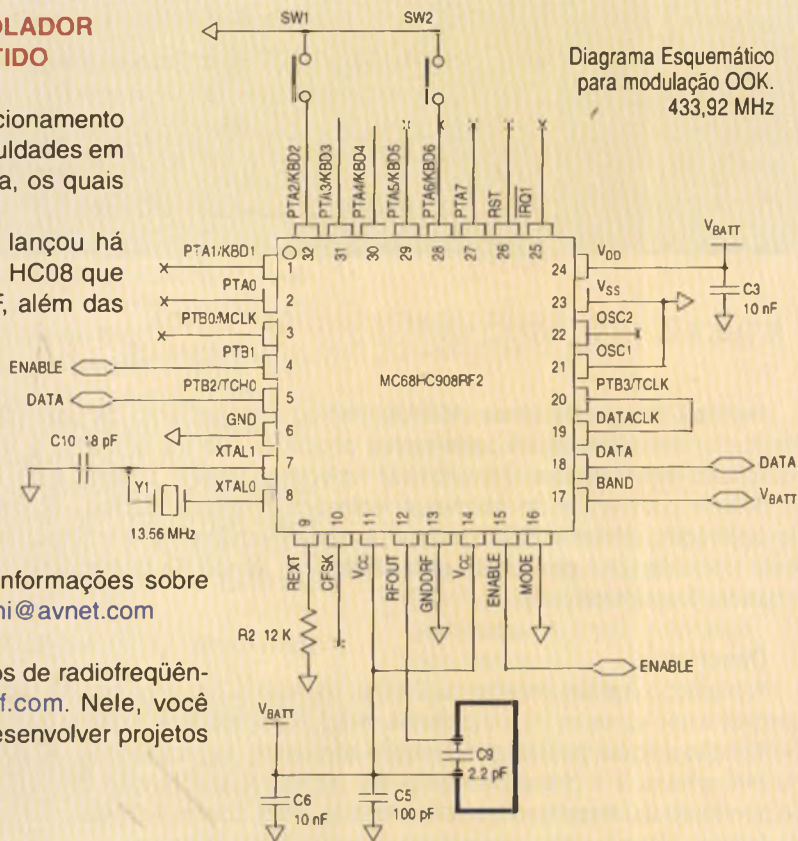 OLADOR
TIDO
cionamento
uldades em
a, os quais
lançou há
HC08 que
F, além das
nformações sobre
ni@avnet.com
os de radiofreqüên-
f.com. Nele, você
esenvolver projetos
Diagrama Esquemático
para modulação OOK.
433,92 MHz
SW1
SW2
PTA2/KBD2
PTA3/KBD3
PTA4/KBD4
PTA5/KBD5
PTA6/KBD6
PTA7
RST
IRQ1
32
31
30
29
28
27
26
25
PTA1/KBD1
1
PTA0
2
PTB0/MCLK
3
PTB1
4
ENABLE
PTB2/TCH0
5
DATA
GND
6
C10 18 pF
XTAL1
7
Y1
XTAL0
8
13.56 MHz
MC68HC908RF2
24
VDD
VBATT
C3
10 nF
23
VSS
22
OSC2
21
OSC1
20
PTB3/TCLK
19
DATACLK
18
DATA
DATA
17
BAND
VBATT
9
10
11
12
13
14
15
16
REXT
CFSK
VCC
RFOUT
GNDDRF
VCC
ENABLE
MODE
R2 12 K
ENABLE
VBATT
C9
2.2 pF
C6
10 nF
C5
100 pF